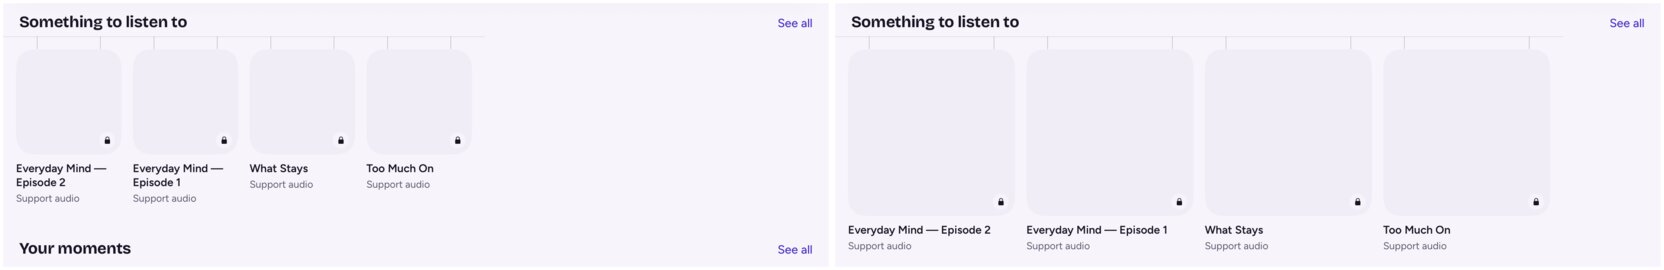 Something to listen to
See all
Everyday Mind —
Episode 2
Support audio
Everyday Mind —
Episode 1
Support audio
What Stays
Support audio
Too Much On
Support audio
Your moments
See all
Something to listen to
See all
Everyday Mind — Episode 2
Support audio
Everyday Mind — Episode 1
Support audio
What Stays
Support audio
Too Much On
Support audio